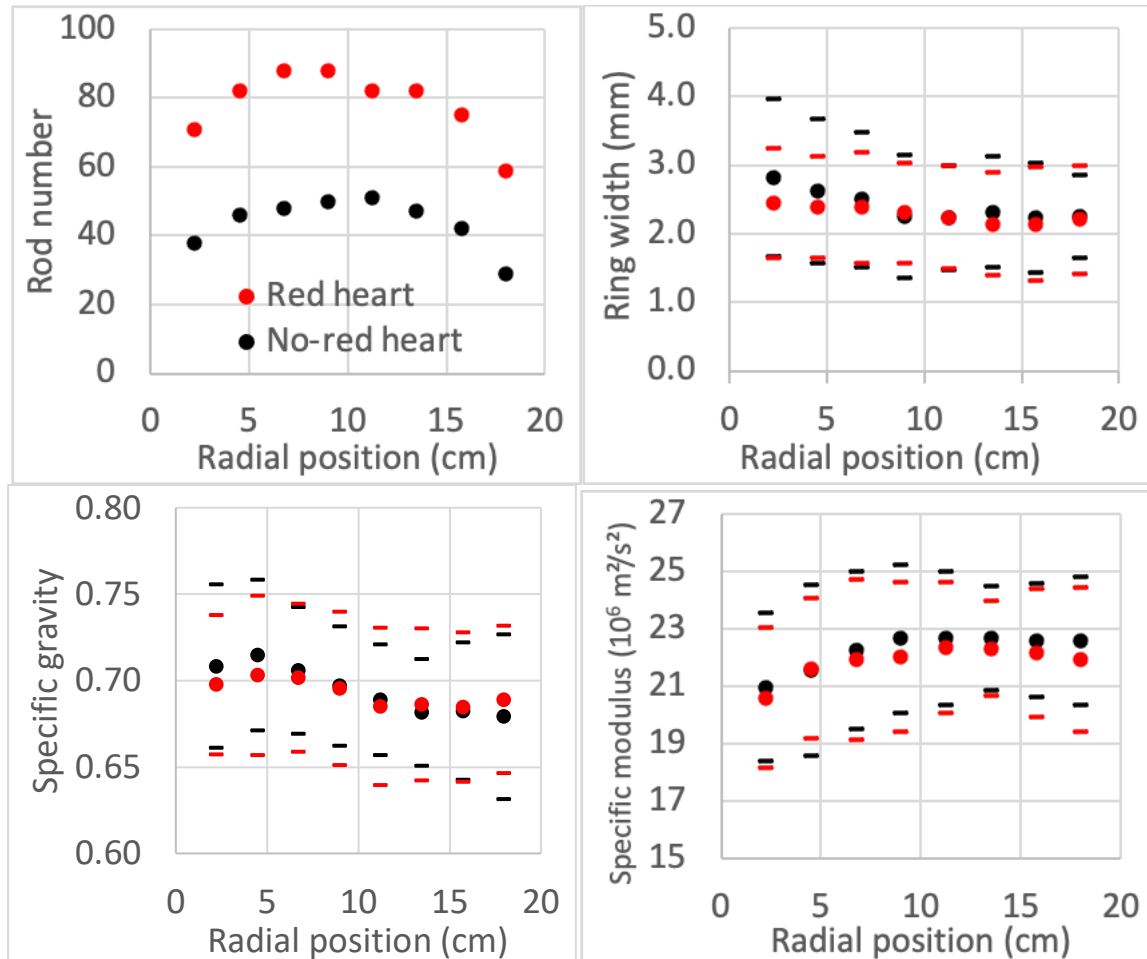 100
80
60
40
20
0
Rod number
Red heart
No-red heart
0 5 10 15 20
Radial position (cm)
5.0
4.0
3.0
2.0
1.0
0.0
Ring width (mm)
0 5 10 15 20
Radial position (cm)
0.80
0.75
0.70
0.65
0.60
Specific gravity
0 5 10 15 20
Radial position (cm)
27
25
23
21
19
17
15
Specific modulus (10⁶ m²/s²)
0 5 10 15 20
Radial position (cm)